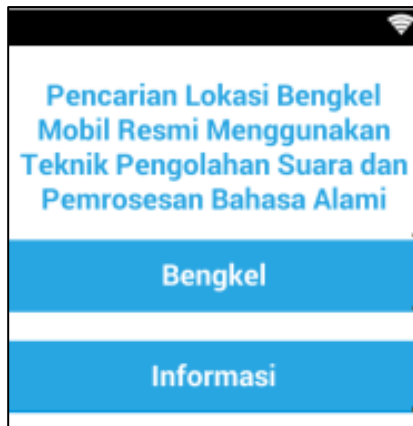 Pencarian Lokasi Bengkel
Mobil Resmi Menggunakan
Teknik Pengolahan Suara dan
Pemrosesan Bahasa Alami
Bengkel
Informasi